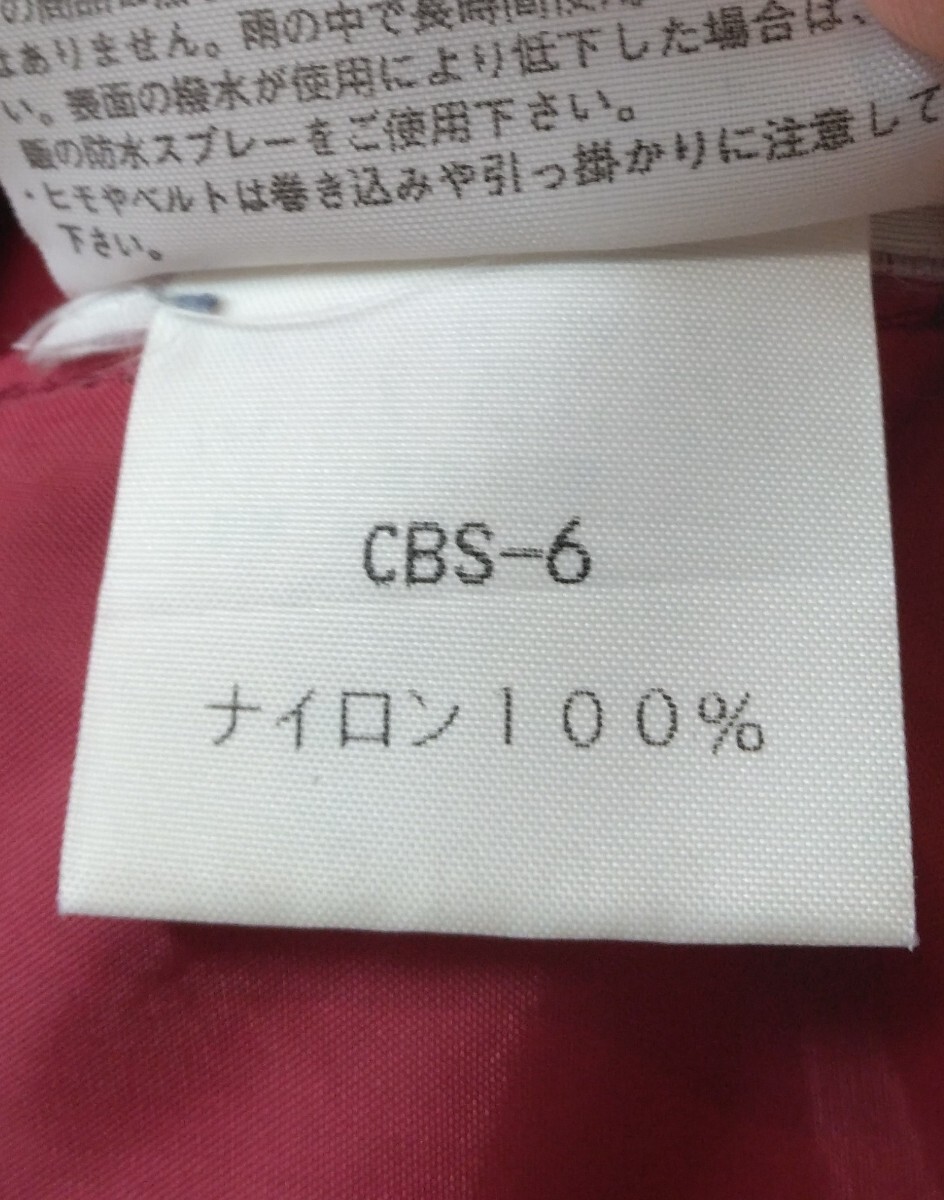 はありません。雨の中で長時間使用
い。表面の撥水が使用により低下した場合は、
の防水スプレーをご使用下さい。
・ヒモやベルトは巻き込みや引っ掛かりに注意して
下さい。
CBS-6
ナイロン100%